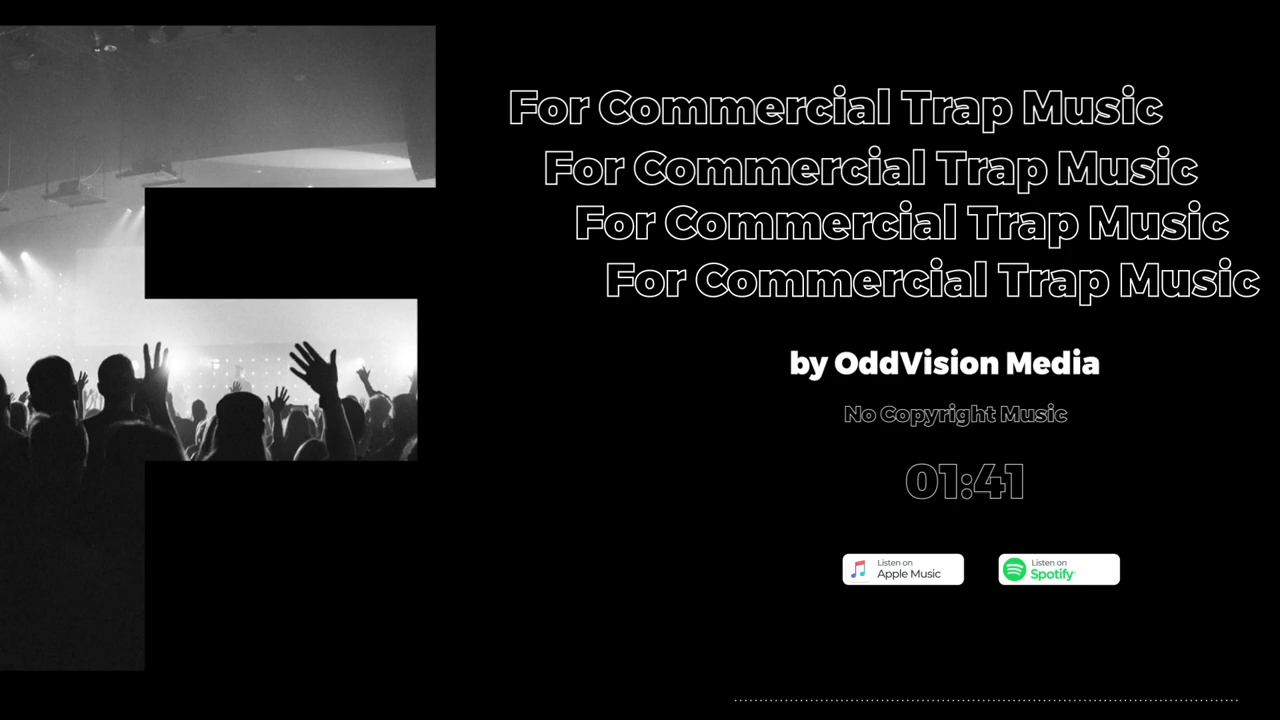 For Commercial Trap Music
For Commercial Trap Music
For Commercial Trap Music
For Commercial Trap Music
by OddVision Media
No Copyright Music
01:41
Listen on
Apple Music
Listen on
Spotify